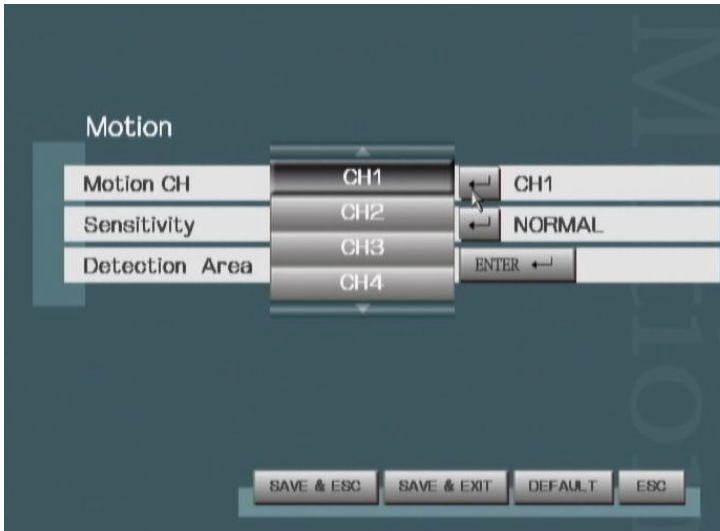 Motion
Motion CH
CH1
CH1
CH2
Sensitivity
NORMAL
CH3
Detection Area
ENTER
CH4
SAVE & ESC
SAVE & EXIT
DEFAULT
ESC